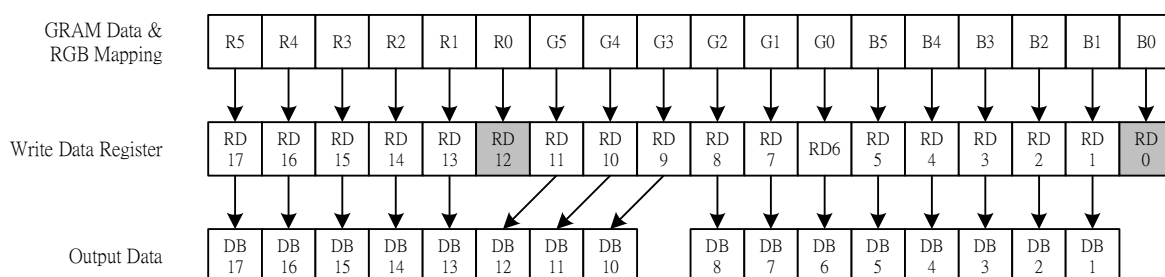 GRAM Data & RGB Mapping R5 R4 R3 R2 R1 R0 G5 G4 G3 G2 G1 G0 B5 B4 B3 B2 B1 B0
Write Data Register RD 17 RD 16 RD 15 RD 14 RD 13 RD 12 RD 11 RD 10 RD 9 RD 8 RD 7 RD6 RD 5 RD 4 RD 3 RD 2 RD 1 RD 0
Output Data DB 17 DB 16 DB 15 DB 14 DB 13 DB 12 DB 11 DB 10 DB 8 DB 7 DB 6 DB 5 DB 4 DB 3 DB 2 DB 1